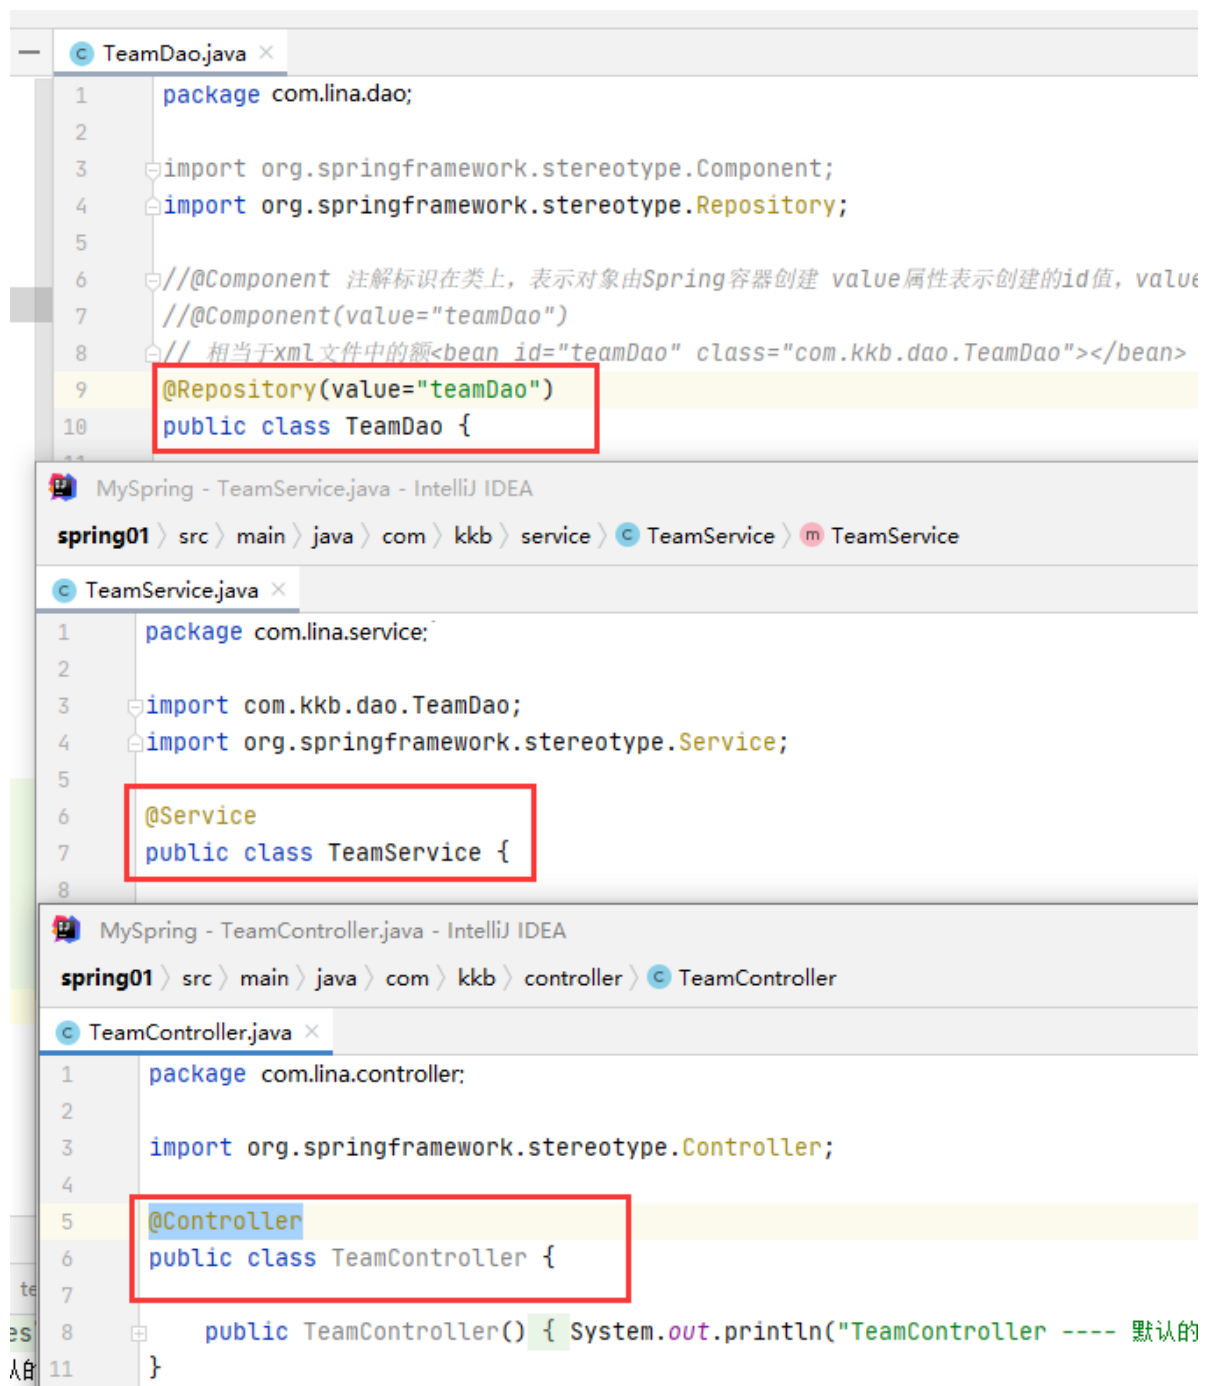 TeamDao.java
1 package com.lina.dao;
2
3 import org.springframework.stereotype.Component;
4 import org.springframework.stereotype.Repository;
5
6 //@Component 注解标识在类上，表示对象由Spring容器创建 value属性表示创建的id值，value
7 //@Component(value="teamDao")
8 // 相当于xml文件中的额<bean id="teamDao" class="com.kkb.dao.TeamDao"></bean>
9 @Repository(value="teamDao")
10 public class TeamDao {
MySpring - TeamService.java - IntelliJ IDEA
spring01 〉 src 〉 main 〉 java 〉 com 〉 kkb 〉 service 〉 C TeamService 〉 m TeamService
TeamService.java
1 package com.lina.service;
2
3 import com.kkb.dao.TeamDao;
4 import org.springframework.stereotype.Service;
5
6 @Service
7 public class TeamService {
8
MySpring - TeamController.java - IntelliJ IDEA
spring01 〉 src 〉 main 〉 java 〉 com 〉 kkb 〉 controller 〉 C TeamController
TeamController.java
1 package com.lina.controller;
2
3 import org.springframework.stereotype.Controller;
4
5 @Controller
6 public class TeamController {
7
8 public TeamController() { System.out.println("TeamController ---- 默认的
11 }